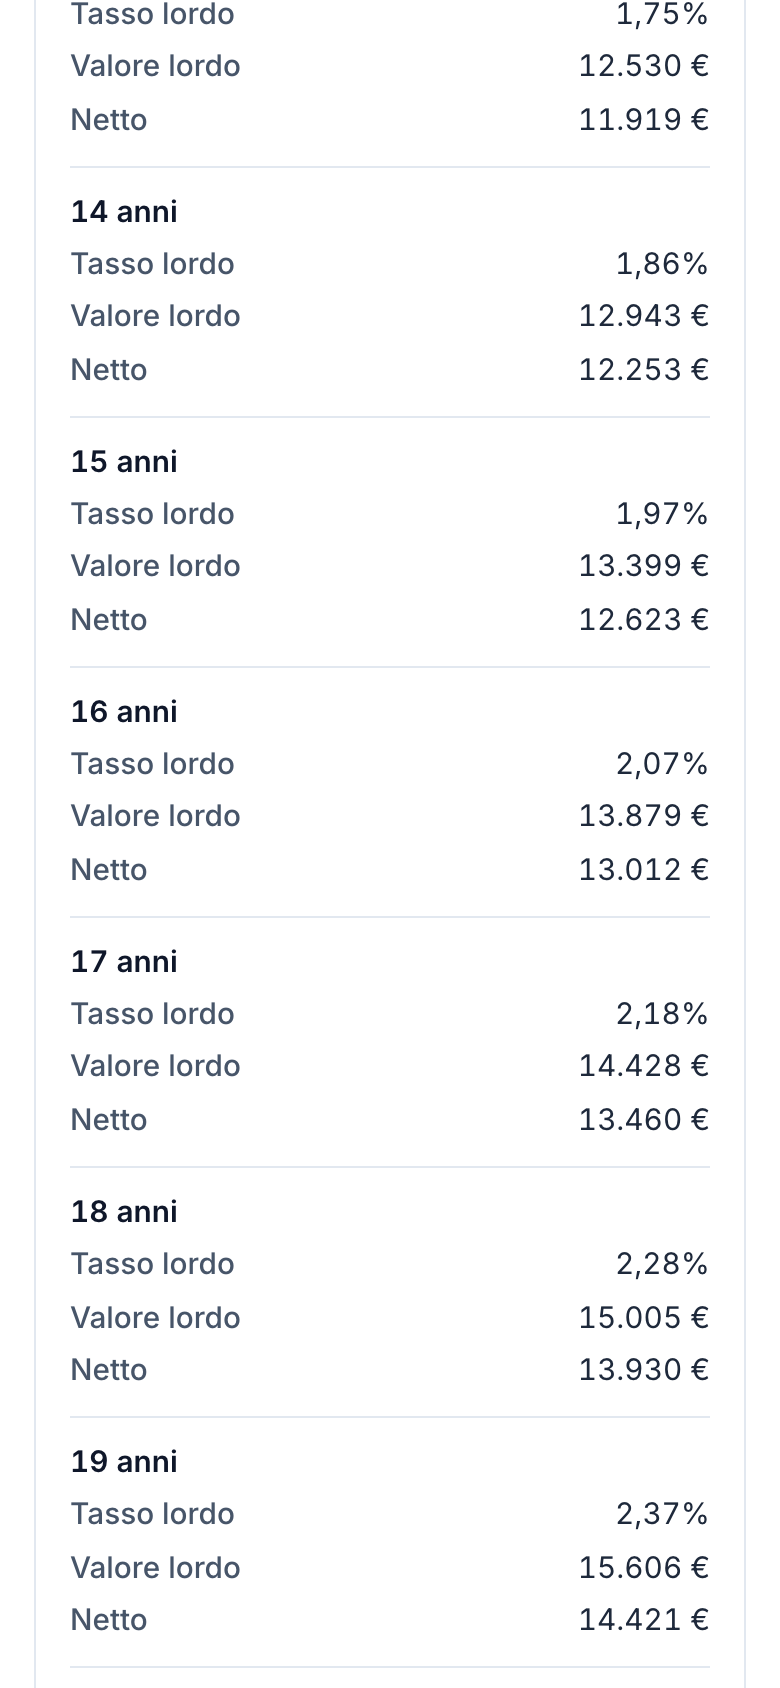 Tasso lordo 1,75%
Valore lordo 12.530 €
Netto 11.919 €
14 anni
Tasso lordo 1,86%
Valore lordo 12.943 €
Netto 12.253 €
15 anni
Tasso lordo 1,97%
Valore lordo 13.399 €
Netto 12.623 €
16 anni
Tasso lordo 2,07%
Valore lordo 13.879 €
Netto 13.012 €
17 anni
Tasso lordo 2,18%
Valore lordo 14.428 €
Netto 13.460 €
18 anni
Tasso lordo 2,28%
Valore lordo 15.005 €
Netto 13.930 €
19 anni
Tasso lordo 2,37%
Valore lordo 15.606 €
Netto 14.421 €